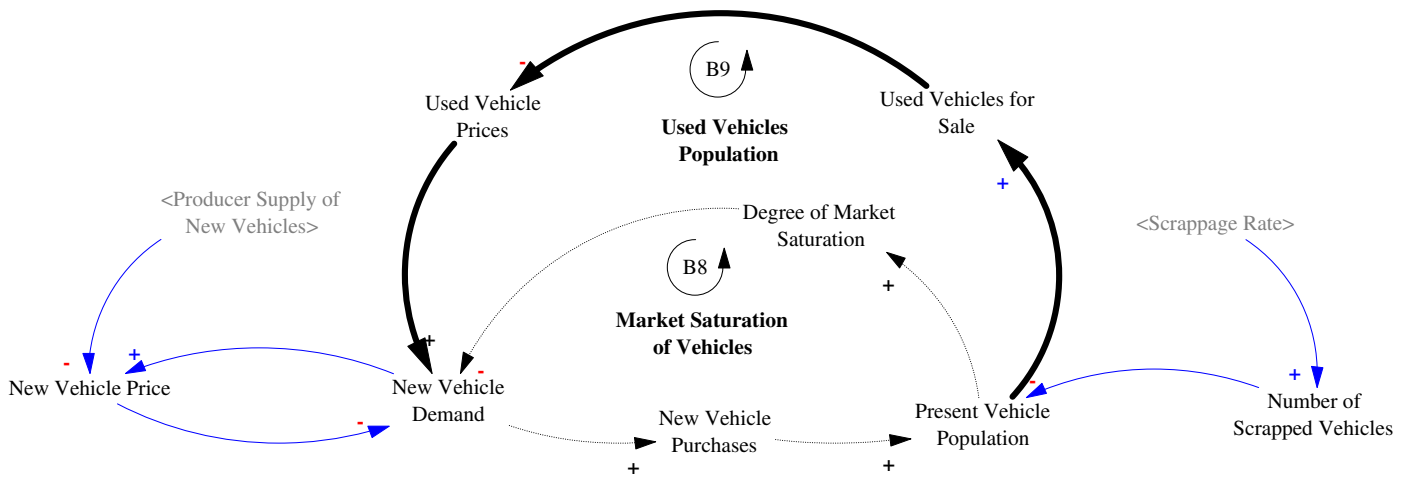 B9
Used Vehicle
Prices
-
Used Vehicles for
Sale
Used Vehicles
Population
+
<Producer Supply of
New Vehicles>
Degree of Market
Saturation
<Scrappage Rate>
B8
+
Market Saturation
of Vehicles
+
-
+
-
-
+
New Vehicle Price
New Vehicle
Demand
-
New Vehicle
Purchases
Present Vehicle
Population
Number of
Scrapped Vehicles
+
+